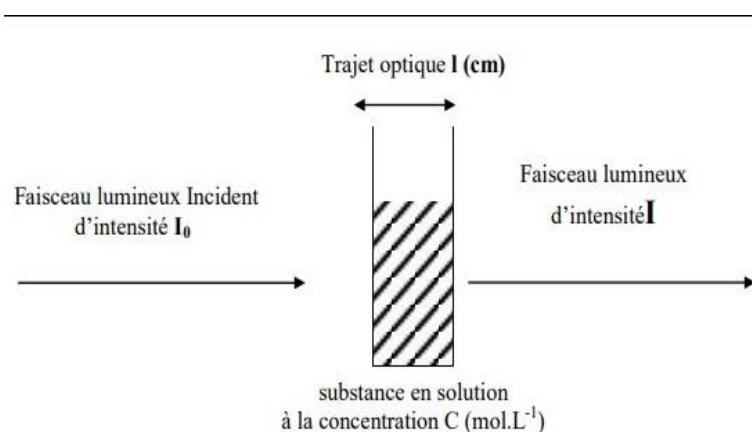 Trajet optique l (cm)
Faisceau lumineux Incident
d'intensité I₀
Faisceau lumineux
d'intensitéI
substance en solution
à la concentration C (mol.L⁻¹)